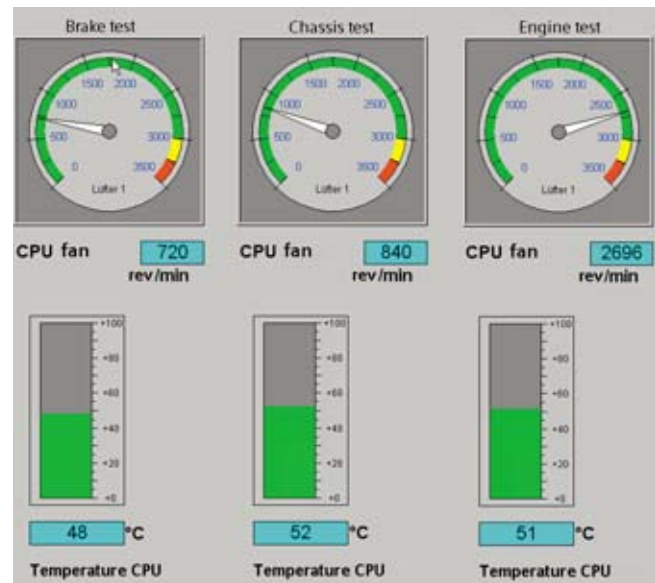 Brake test
Chassis test
Engine test
0
500
1000
1500
2000
2500
3000
3500
Lüfter 1
0
500
1000
1500
2000
2500
3000
3500
Lüfter 1
0
500
1000
1500
2000
2500
3000
3500
Lüfter 1
CPU fan 720
rev/min
CPU fan 840
rev/min
CPU fan 2696
rev/min
+100
+80
+60
+40
+20
+0
+100
+80
+60
+40
+20
+0
+100
+80
+60
+40
+20
+0
48 °C
52 °C
51 °C
Temperature CPU
Temperature CPU
Temperature CPU